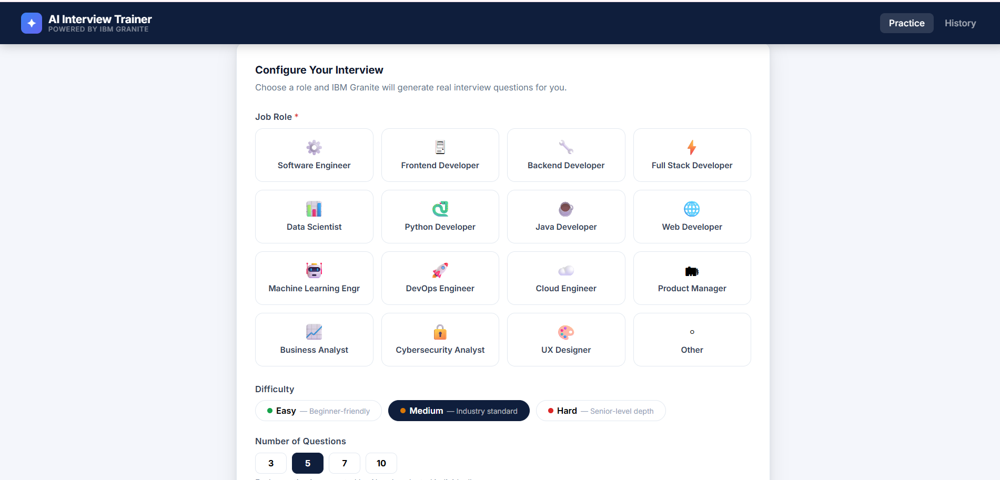 AI Interview Trainer
POWERED BY IBM GRANITE
Practice
History
Configure Your Interview
Choose a role and IBM Granite will generate real interview questions for you.
Job Role *
Software Engineer
Frontend Developer
Backend Developer
Full Stack Developer
Data Scientist
Python Developer
Java Developer
Web Developer
Machine Learning Engr
DevOps Engineer
Cloud Engineer
Product Manager
Business Analyst
Cybersecurity Analyst
UX Designer
Other
Difficulty
Easy — Beginner-friendly
Medium — Industry standard
Hard — Senior-level depth
Number of Questions
3
5
7
10